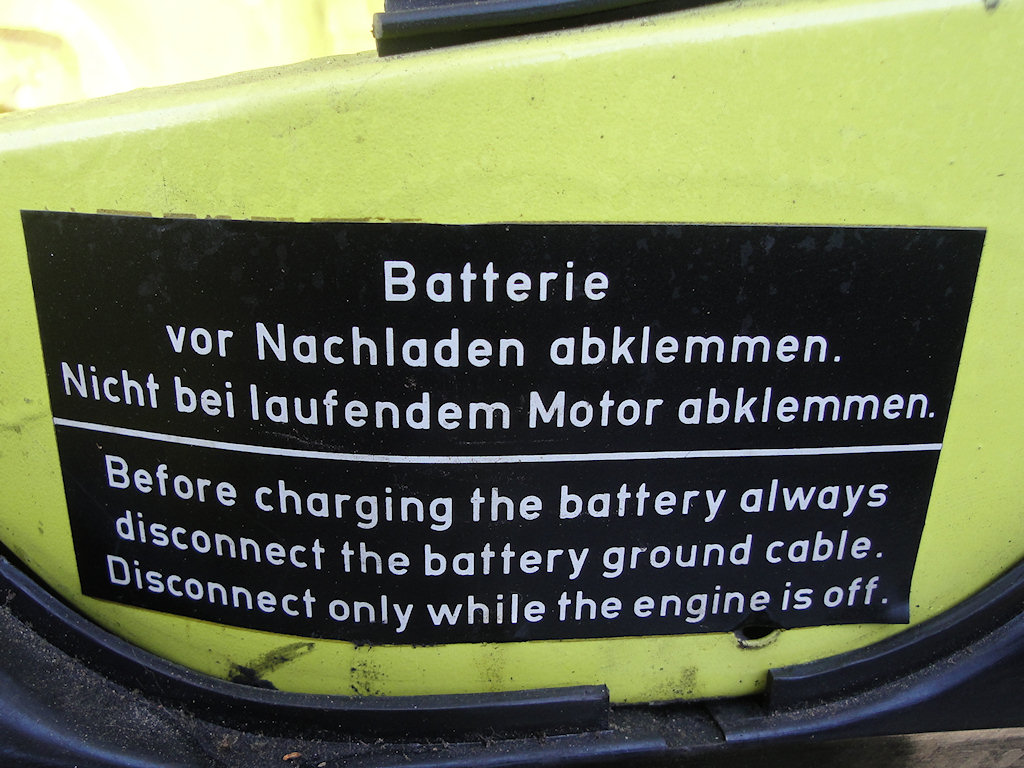 Batterie
vor Nachladen abklemmen.
Nicht bei laufendem Motor abklemmen.
Before charging the battery always
disconnect the battery ground cable.
Disconnect only while the engine is off.